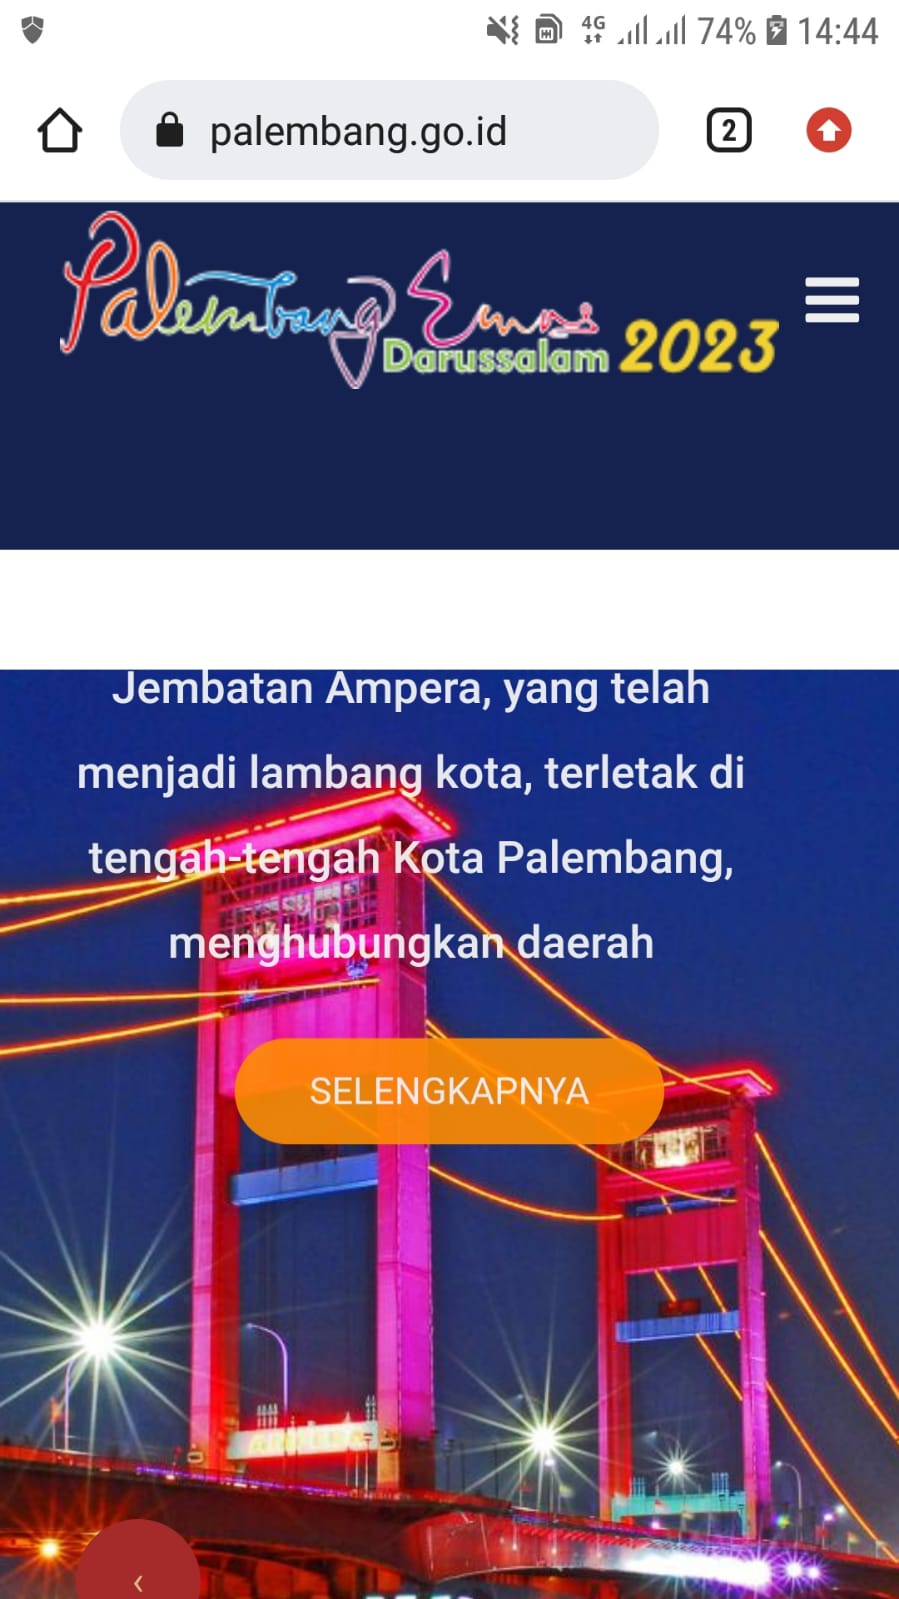 4G 74% 14:44
palembang.go.id 2
Palembang Emas
Darussalam 2023
Jembatan Ampera, yang telah
menjadi lambang kota, terletak di
tengah-tengah Kota Palembang,
menghubungkan daerah
SELENGKAPNYA